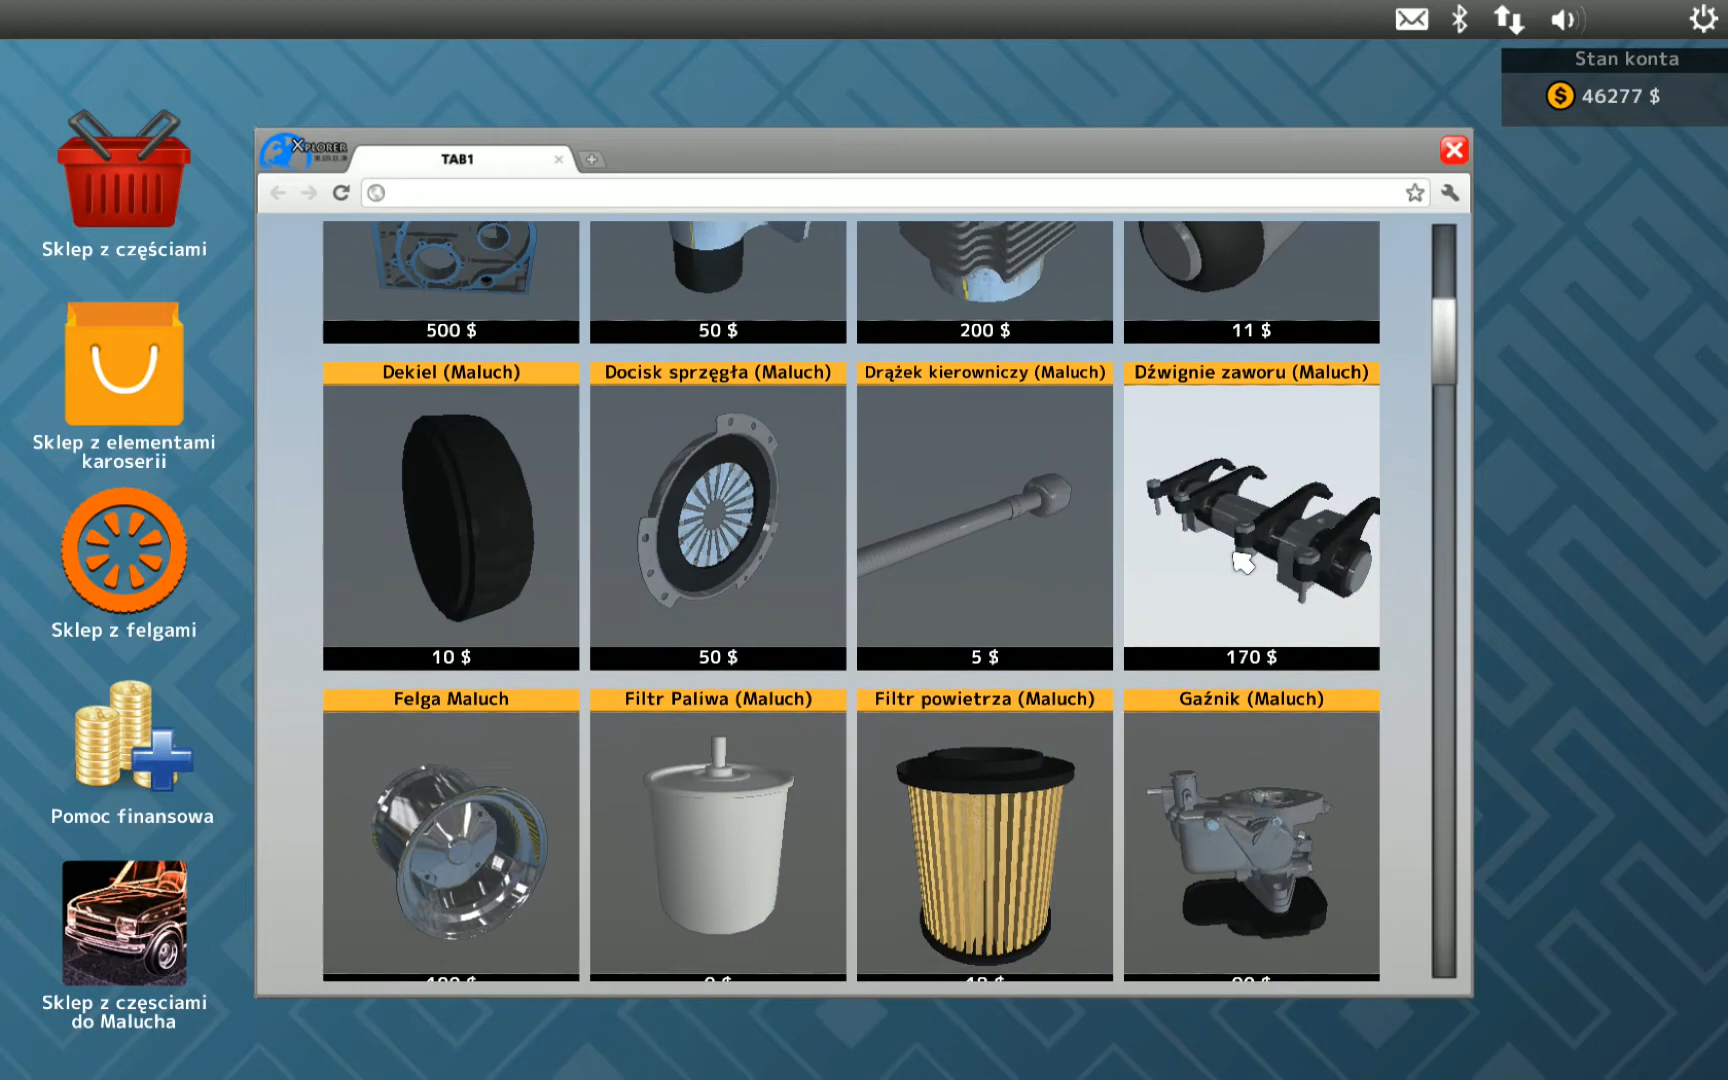 Stan konta
46277 $
XPLORER
TAB1
Sklep z częściami
Sklep z elementami
karoserii
Sklep z felgami
Pomoc finansowa
Sklep z częsciami
do Malucha
500 $
50 $
200 $
11 $
Dekiel (Maluch)
Docisk sprzęgła (Maluch)
Drążek kierowniczy (Maluch)
Dźwignie zaworu (Maluch)
10 $
50 $
5 $
170 $
Felga Maluch
Filtr Paliwa (Maluch)
Filtr powietrza (Maluch)
Gaźnik (Maluch)